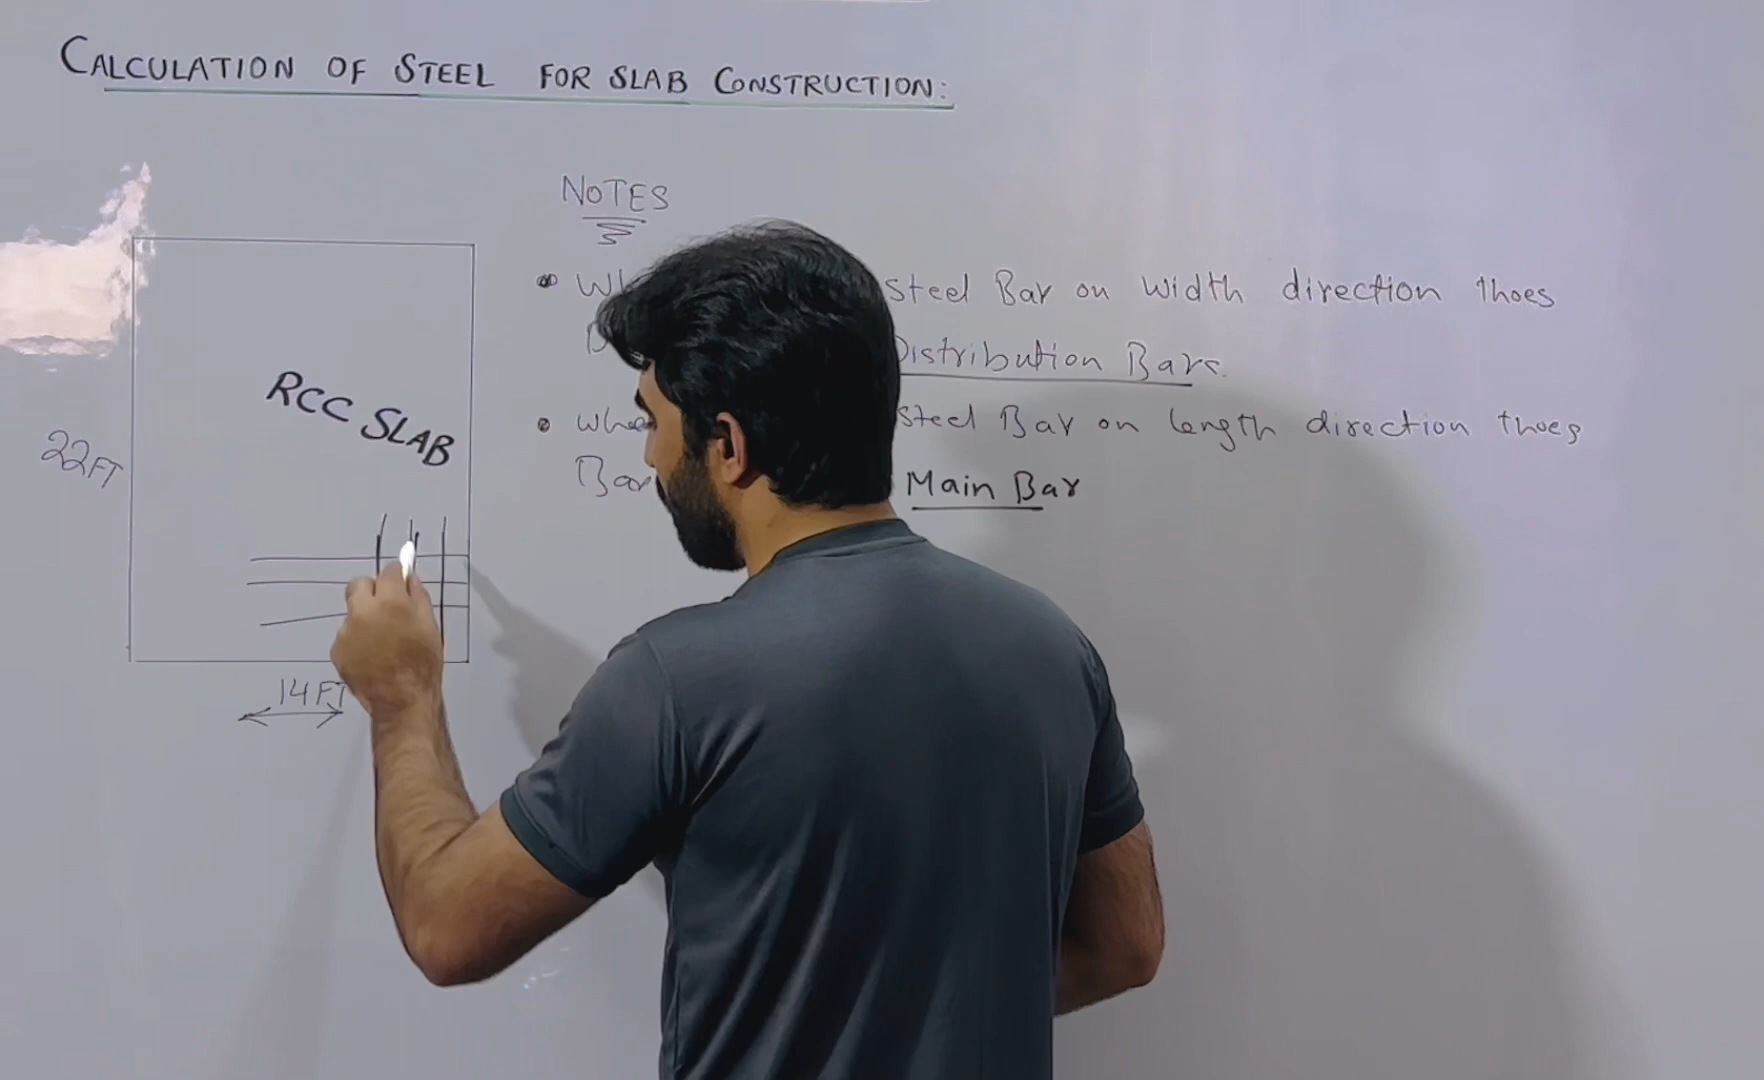 CALCULATION OF STEEL FOR SLAB CONSTRUCTION:
NOTES
steel Bar on width direction thoes
Distribution Bars.
steel Bar on length direction thoes
Main Bar
RCC SLAB
22FT
14FT